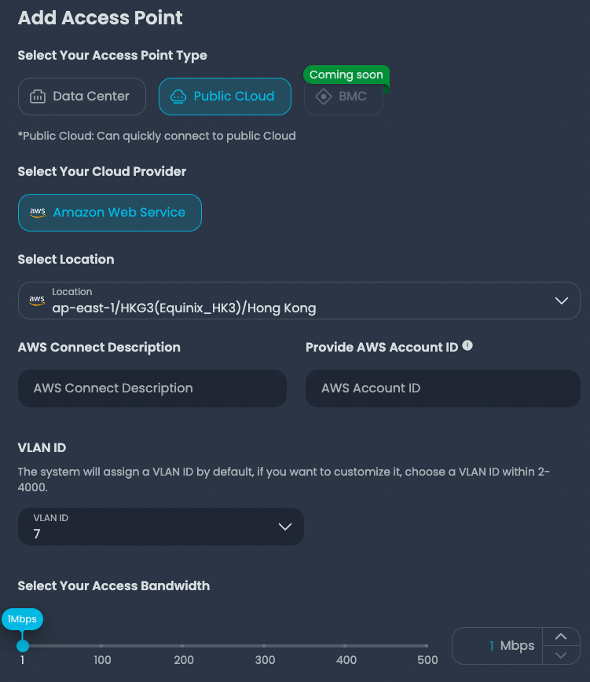 Add Access Point
Select Your Access Point Type
Coming soon
Data Center
Public CLoud
BMC
*Public Cloud: Can quickly connect to public Cloud
Select Your Cloud Provider
aws Amazon Web Service
Select Location
Location
aws ap-east-1/HKG3(Equinix_HK3)/Hong Kong
AWS Connect Description
Provide AWS Account ID
AWS Connect Description
AWS Account ID
VLAN ID
The system will assign a VLAN ID by default, if you want to customize it, choose a VLAN ID within 2-
4000.
VLAN ID
7
Select Your Access Bandwidth
1Mbps
1 Mbps
1 100 200 300 400 500